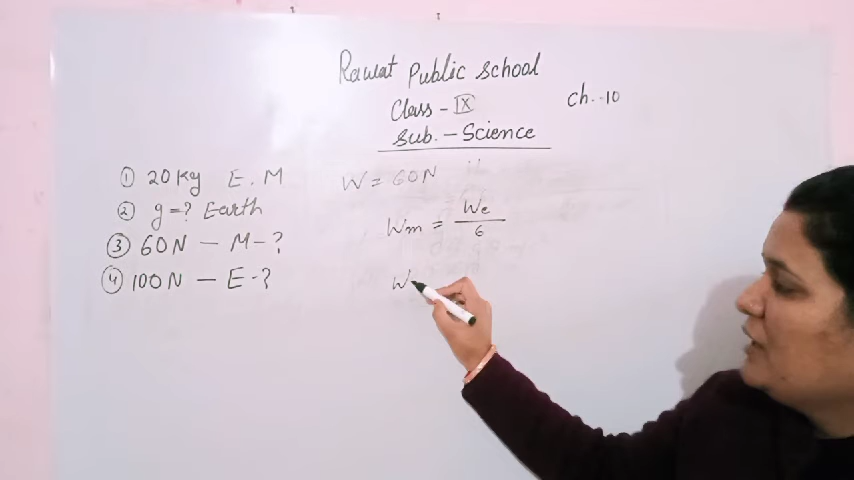 Rawat Public School
Class - IX
Ch. - 10
Sub. - Science
① 20 Kg E. M
② g = ? Earth
③ 60N — M - ?
④ 100N — E - ?
W = 60N
Wm = We / 6
W